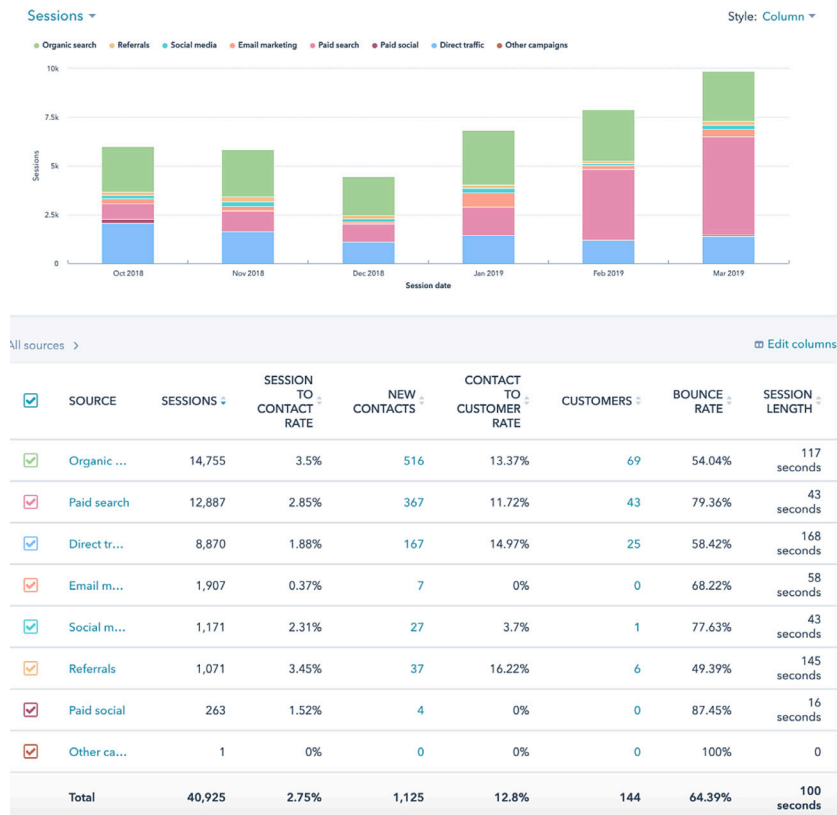 Sessions
Style: Column
Organic search Referrals Social media Email marketing Paid search Paid social Direct traffic Other campaigns
10k
7.5k
5k
2.5k
0
Sessions
Oct 2018 Nov 2018 Dec 2018 Jan 2019 Feb 2019 Mar 2019
Session date
All sources >
Edit columns
SOURCE SESSIONS SESSION TO CONTACT RATE NEW CONTACTS CONTACT TO CUSTOMER RATE CUSTOMERS BOUNCE RATE SESSION LENGTH
Organic ... 14,755 3.5% 516 13.37% 69 54.04% 117 seconds
Paid search 12,887 2.85% 367 11.72% 43 79.36% 43 seconds
Direct tr... 8,870 1.88% 167 14.97% 25 58.42% 168 seconds
Email m... 1,907 0.37% 7 0% 0 68.22% 58 seconds
Social m... 1,171 2.31% 27 3.7% 1 77.63% 43 seconds
Referrals 1,071 3.45% 37 16.22% 6 49.39% 145 seconds
Paid social 263 1.52% 4 0% 0 87.45% 16 seconds
Other ca... 1 0% 0 0% 0 100% 0
Total 40,925 2.75% 1,125 12.8% 144 64.39% 100 seconds